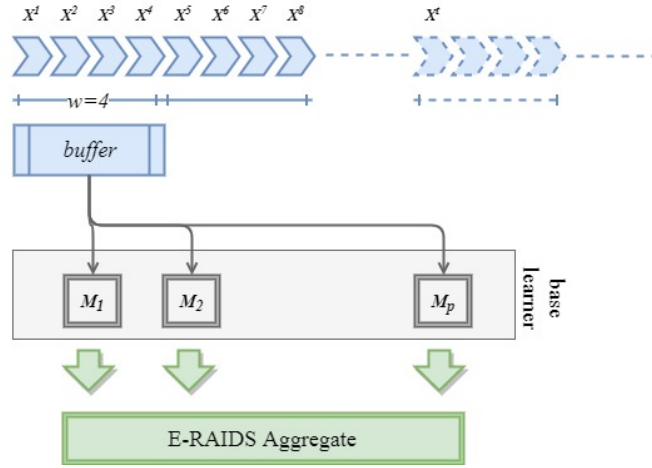 X¹ X² X³ X⁴ X⁵ X⁶ X⁷ X⁸ Xᵗ
w=4
buffer
M₁ M₂ Mₚ
base
learner
E-RAIDS Aggregate